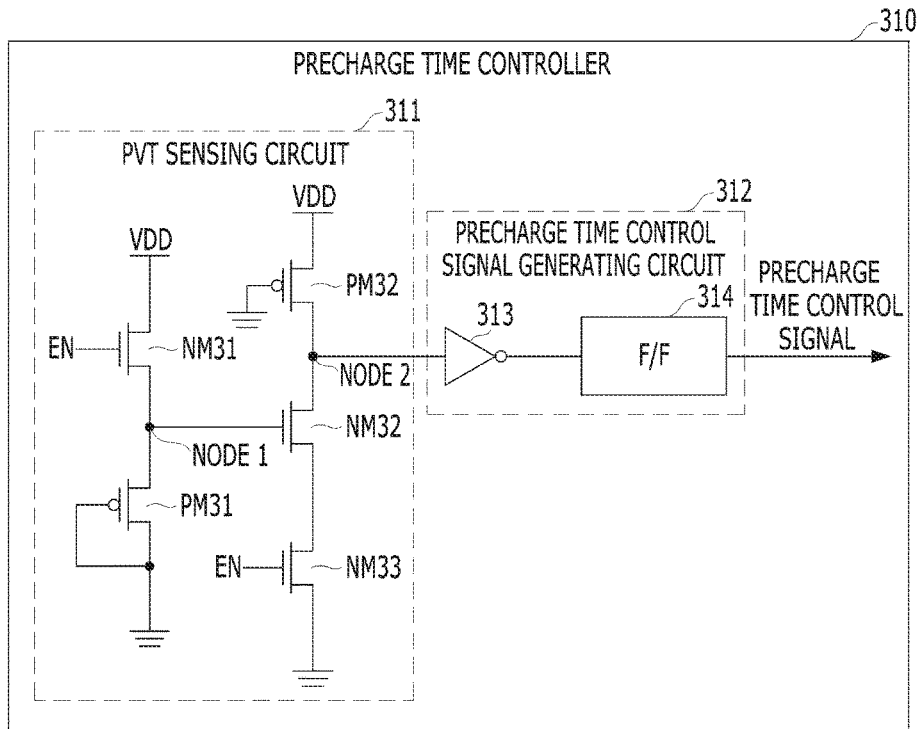 310
PRECHARGE TIME CONTROLLER
311
PVT SENSING CIRCUIT
VDD
VDD
EN
NM31
PM32
NODE 1
NODE 2
PM31
NM32
EN
NM33
312
PRECHARGE TIME CONTROL
SIGNAL GENERATING CIRCUIT
313
314
F/F
PRECHARGE
TIME CONTROL
SIGNAL